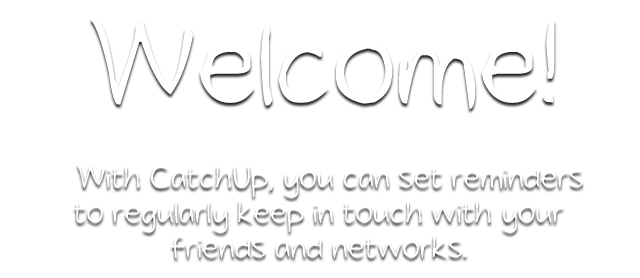 Welcome!
With CatchUp, you can set reminders
to regularly keep in touch with your
friends and networks.